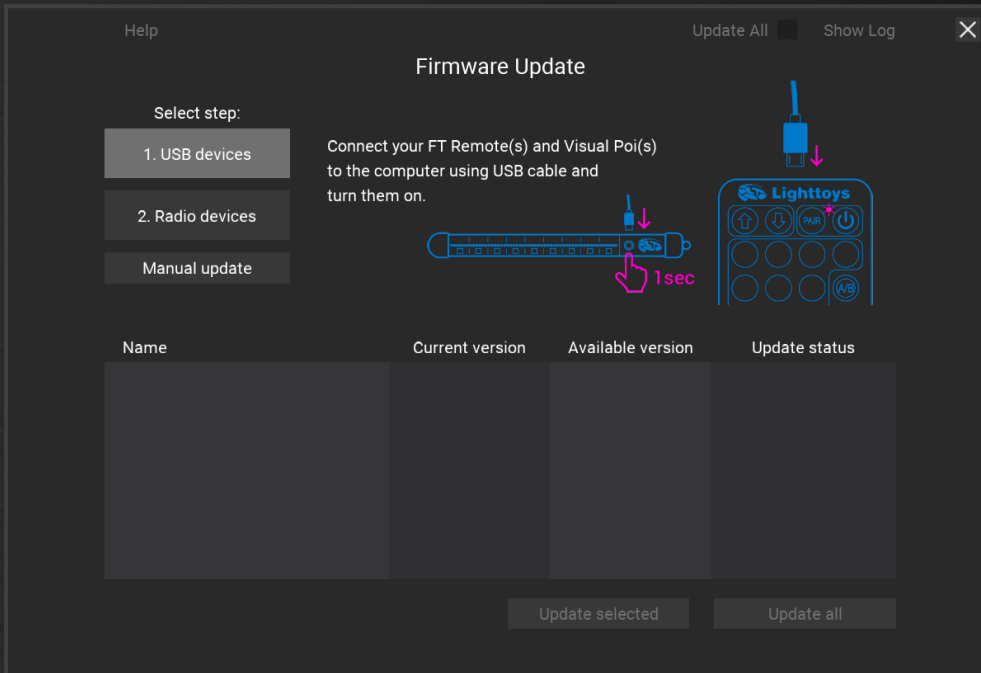 Help
Update All
Show Log
Firmware Update
Select step:
1. USB devices
2. Radio devices
Manual update
Connect your FT Remote(s) and Visual Poi(s)
to the computer using USB cable and
turn them on.
1sec
Lighttoys
PAIR
A/B
Name
Current version
Available version
Update status
Update selected
Update all